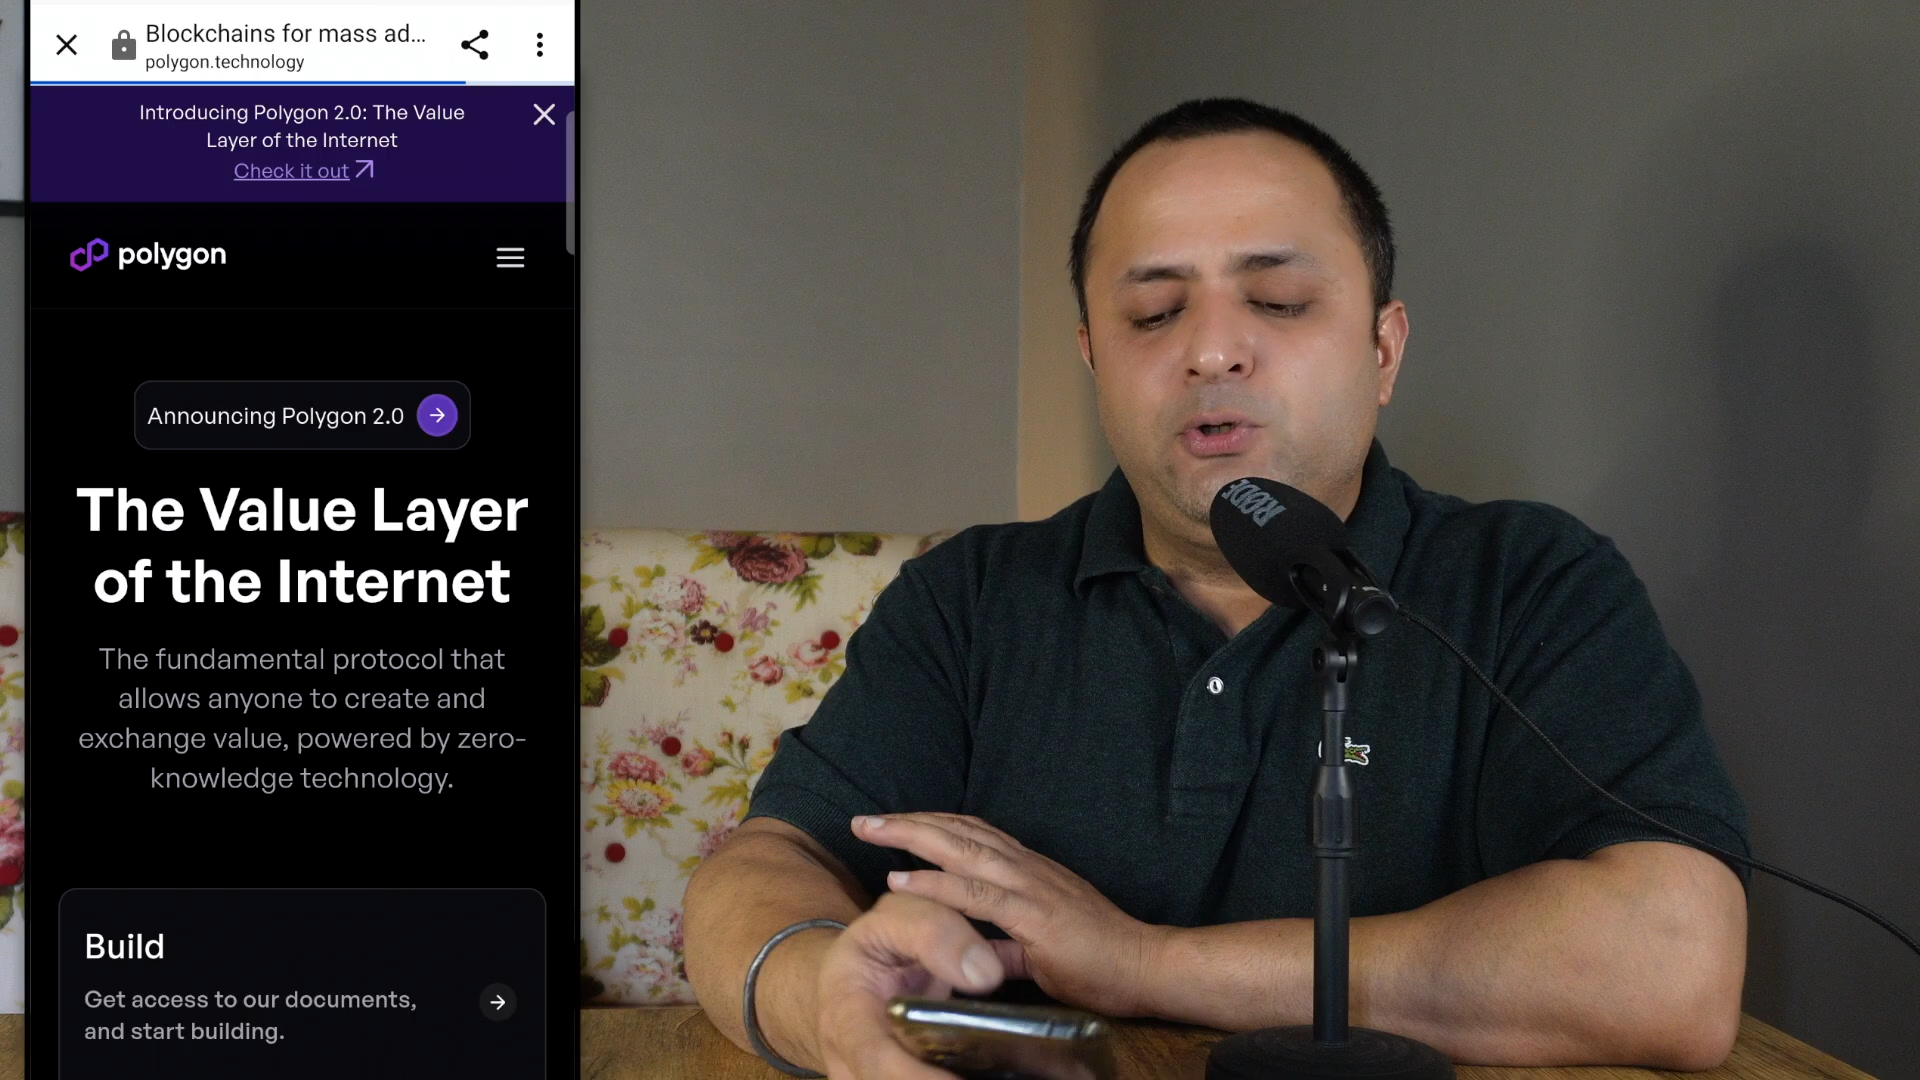 Blockchains for mass ad...
polygon.technology
Introducing Polygon 2.0: The Value
Layer of the Internet
Check it out
polygon
Announcing Polygon 2.0
The Value Layer
of the Internet
The fundamental protocol that
allows anyone to create and
exchange value, powered by zero-
knowledge technology.
Build
Get access to our documents,
and start building.
RØDE